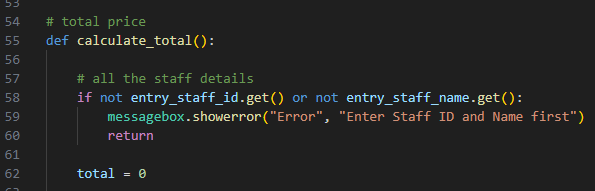 53
54 # total price
55 def calculate_total():
56
57 # all the staff details
58 if not entry_staff_id.get() or not entry_staff_name.get():
59 messagebox.showerror("Error", "Enter Staff ID and Name first")
60 return
61
62 total = 0